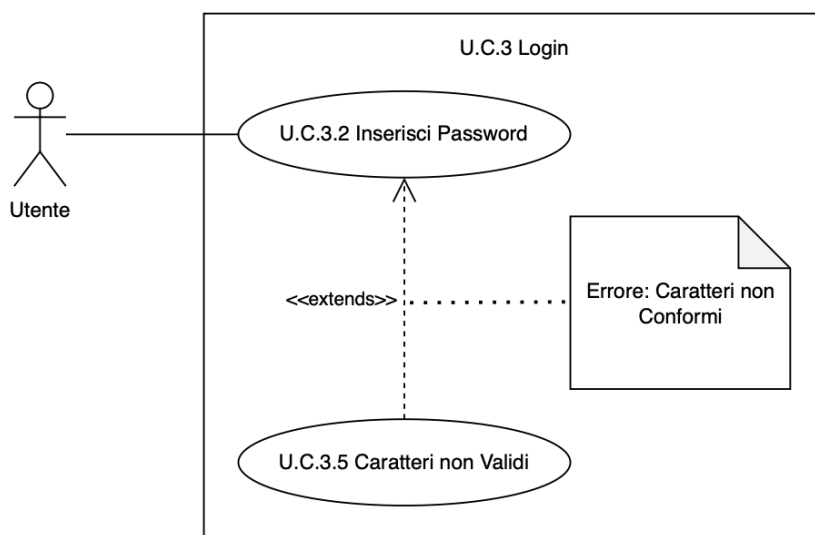 U.C.3 Login
U.C.3.2 Inserisci Password
Utente
<<extends>>
Errore: Caratteri non
Conformi
U.C.3.5 Caratteri non Validi